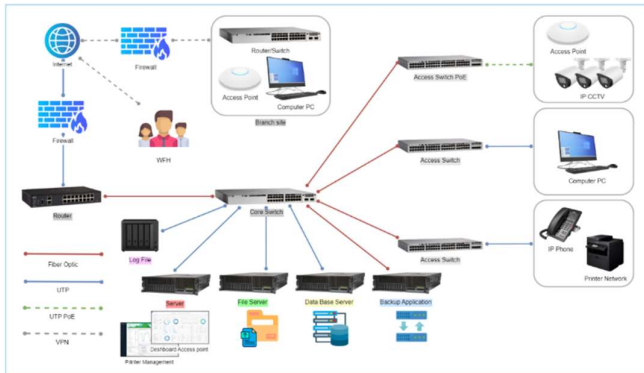 Internet
Firewall
Router/Switch
Access Point
Computer PC
Branch site
Access Switch PoE
Access Point
IP CCTV
Firewall
WFH
Access Switch
Computer PC
Router
Core Switch
Log File
Access Switch
IP Phone
Printer Network
Fiber Optic
UTP
UTP PoE
VPN
Server
File Server
Data Base Server
Backup Application
Dashboard Access point
Printer Management